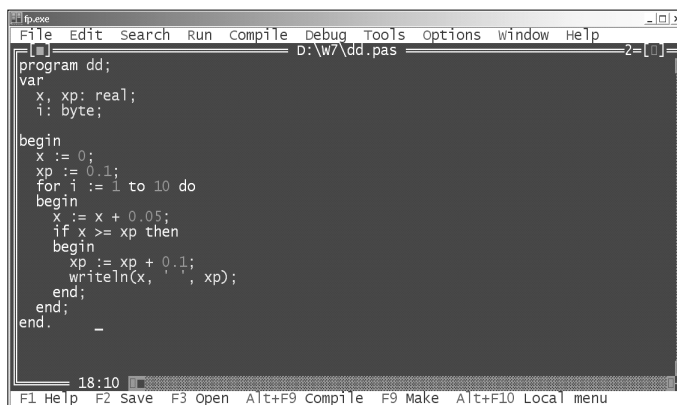 fp.exe
File Edit Search Run Compile Debug Tools Options Window Help
D:\W7\dd.pas 2
program dd;
var
x, xp: real;
i: byte;
begin
x := 0;
xp := 0.1;
for i := 1 to 10 do
begin
x := x + 0.05;
if x >= xp then
begin
xp := xp + 0.1;
writeln(x, ' ', xp);
end;
end;
end.
18:10
F1 Help F2 Save F3 Open Alt+F9 Compile F9 Make Alt+F10 Local menu